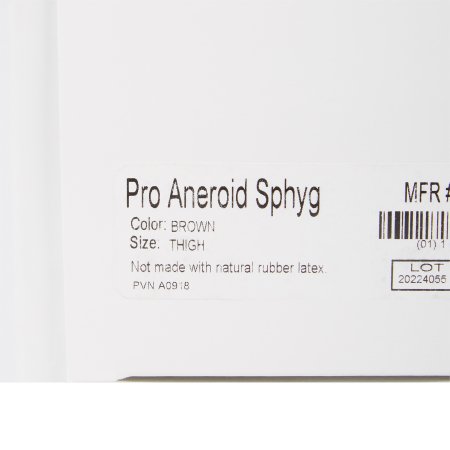 Pro Aneroid Sphyg
Color: BROWN
Size: THIGH
Not made with natural rubber latex.
PVN A0918
MFR #
(01) 1
LOT
20224055